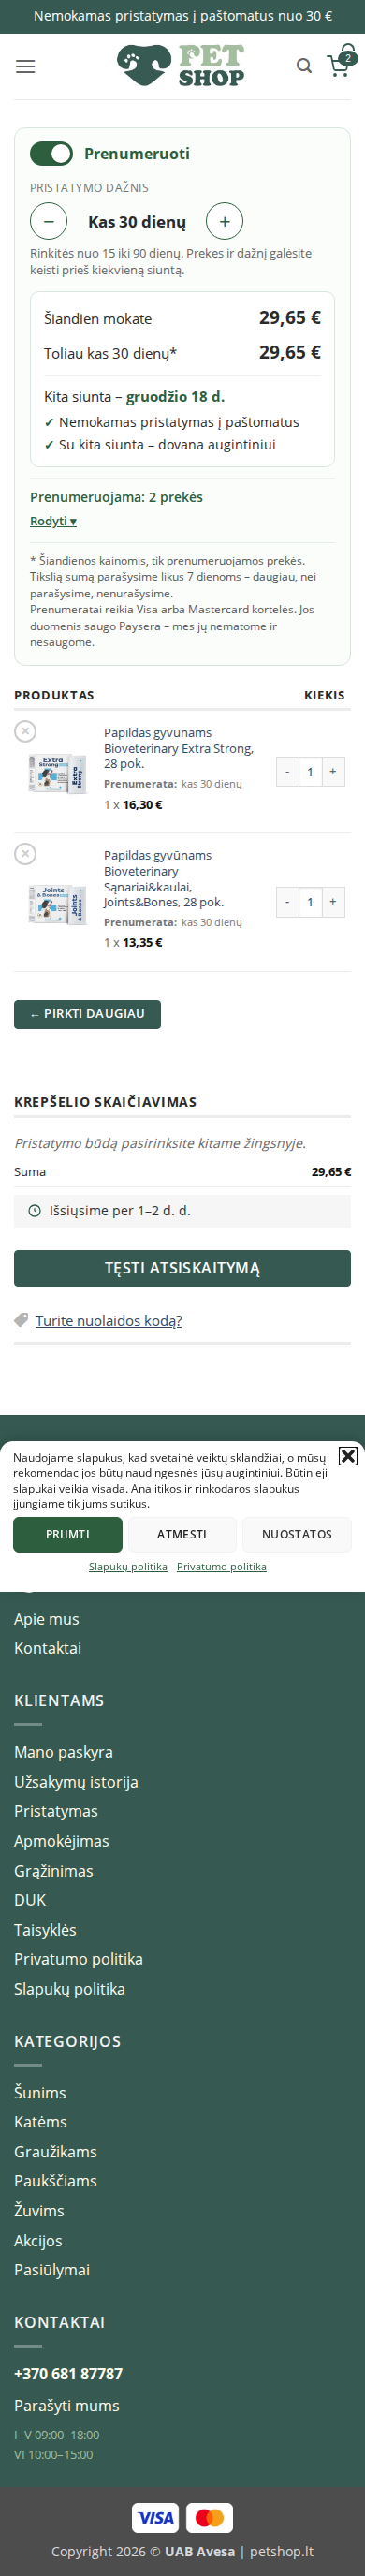 Nemokamas pristatymas į paštomatus nuo 30 €
PET
SHOP
2
Prenumeruoti
PRISTATYMO DAŽNIS
− Kas 30 dienų +
Rinkitės nuo 15 iki 90 dienų. Prekes ir dažnį galėsite
keisti prieš kiekvieną siuntą.
Šiandien mokate 29,65 €
Toliau kas 30 dienų* 29,65 €
Kita siunta – gruodžio 18 d.
✓ Nemokamas pristatymas į paštomatus
✓ Su kita siunta – dovana augintiniui
Prenumeruojama: 2 prekės
Rodyti ▾
* Šiandienos kainomis, tik prenumeruojamos prekės.
Tikslią sumą parašysime likus 7 dienoms – daugiau, nei
parašysime, nenurašysime.
Prenumeratai reikia Visa arba Mastercard kortelės. Jos
duomenis saugo Paysera – mes jų nematome ir
nesaugome.
PRODUKTAS KIEKIS
×
Extra
Extra
Papildas gyvūnams
Bioveterinary Extra Strong,
28 pok.
Prenumerata: kas 30 dienų
1 x 16,30 €
- 1 +
×
Joints
& Bones
Joints
& Bones
Papildas gyvūnams
Bioveterinary
Sąnariai&kaulai,
Joints&Bones, 28 pok.
Prenumerata: kas 30 dienų
1 x 13,35 €
- 1 +
← PIRKTI DAUGIAU
KREPŠELIO SKAIČIAVIMAS
Pristatymo būdą pasirinksite kitame žingsnyje.
Suma 29,65 €
Išsiųsime per 1–2 d. d.
TĘSTI ATSISKAITYMĄ
Turite nuolaidos kodą?
Naudojame slapukus, kad svetainė veiktų sklandžiai, o mūsų
rekomendacijos būtų naudingesnės jūsų augintiniui. Būtinieji
slapukai veikia visada. Analitinius ir reklaminius slapukus
įjungiame tik jums sutikus.
PRIIMTI ATMESTI NUOSTATOS
Slapukų politika Privatumo politika
Apie mus
Kontaktai
KLIENTAMS
Mano paskyra
Užsakymų istorija
Pristatymas
Apmokėjimas
Grąžinimas
DUK
Taisyklės
Privatumo politika
Slapukų politika
KATEGORIJOS
Šunims
Katėms
Graužikams
Paukščiams
Žuvims
Akcijos
Pasiūlymai
KONTAKTAI
+370 681 87787
Parašyti mums
I–V 09:00–18:00
VI 10:00–15:00
VISA mastercard
Copyright 2026 © UAB Avesa | petshop.lt